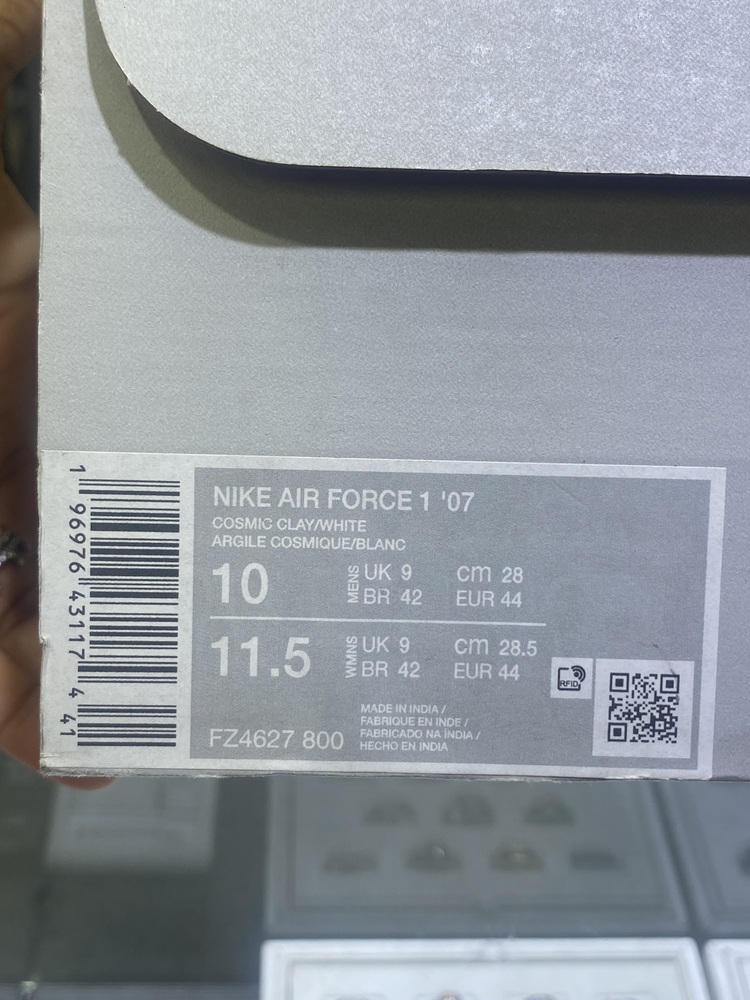 1 96976 43117 4 41
NIKE AIR FORCE 1 '07
COSMIC CLAY/WHITE
ARGILE COSMIQUE/BLANC
10 MENS UK 9 cm 28
BR 42 EUR 44
11.5 WMNS UK 9 cm 28.5
BR 42 EUR 44
RFID
FZ4627 800
MADE IN INDIA /
FABRIQUE EN INDE /
FABRICADO NA ÍNDIA /
HECHO EN INDIA